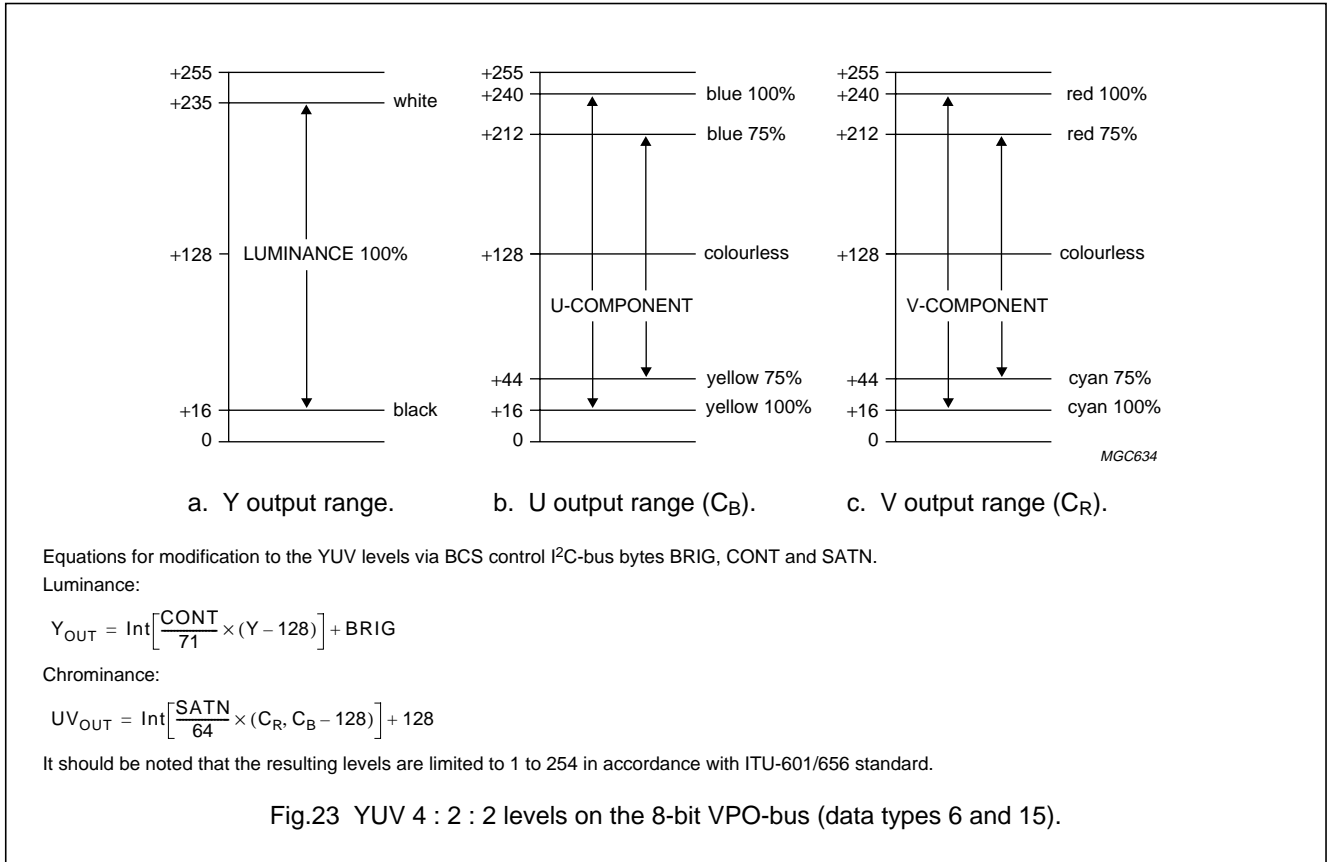 +255
+235
white
+128
LUMINANCE 100%
+16
black
0
+255
+240
blue 100%
+212
blue 75%
+128
colourless
U-COMPONENT
+44
yellow 75%
+16
yellow 100%
0
+255
+240
red 100%
+212
red 75%
+128
colourless
V-COMPONENT
+44
cyan 75%
+16
cyan 100%
0
MGC634
a. Y output range.
b. U output range (CB).
c. V output range (CR).
Equations for modification to the YUV levels via BCS control I²C-bus bytes BRIG, CONT and SATN.
Luminance:
YOUT = Int[CONT/71 × (Y – 128)] + BRIG
Chrominance:
UVOUT = Int[SATN/64 × (CR, CB – 128)] + 128
It should be noted that the resulting levels are limited to 1 to 254 in accordance with ITU-601/656 standard.
Fig.23 YUV 4 : 2 : 2 levels on the 8-bit VPO-bus (data types 6 and 15).